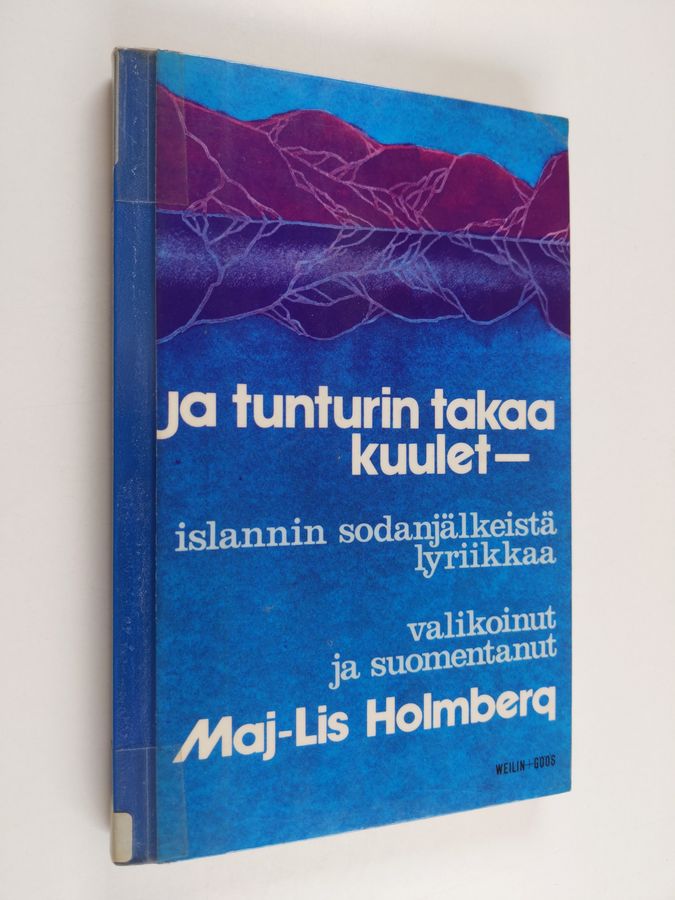 ja tunturin takaa
kuulet—
islannin sodanjälkeistä
lyriikkaa
valikoinut
ja suomentanut
Maj-Lis Holmberg
WEILIN+GÖÖS